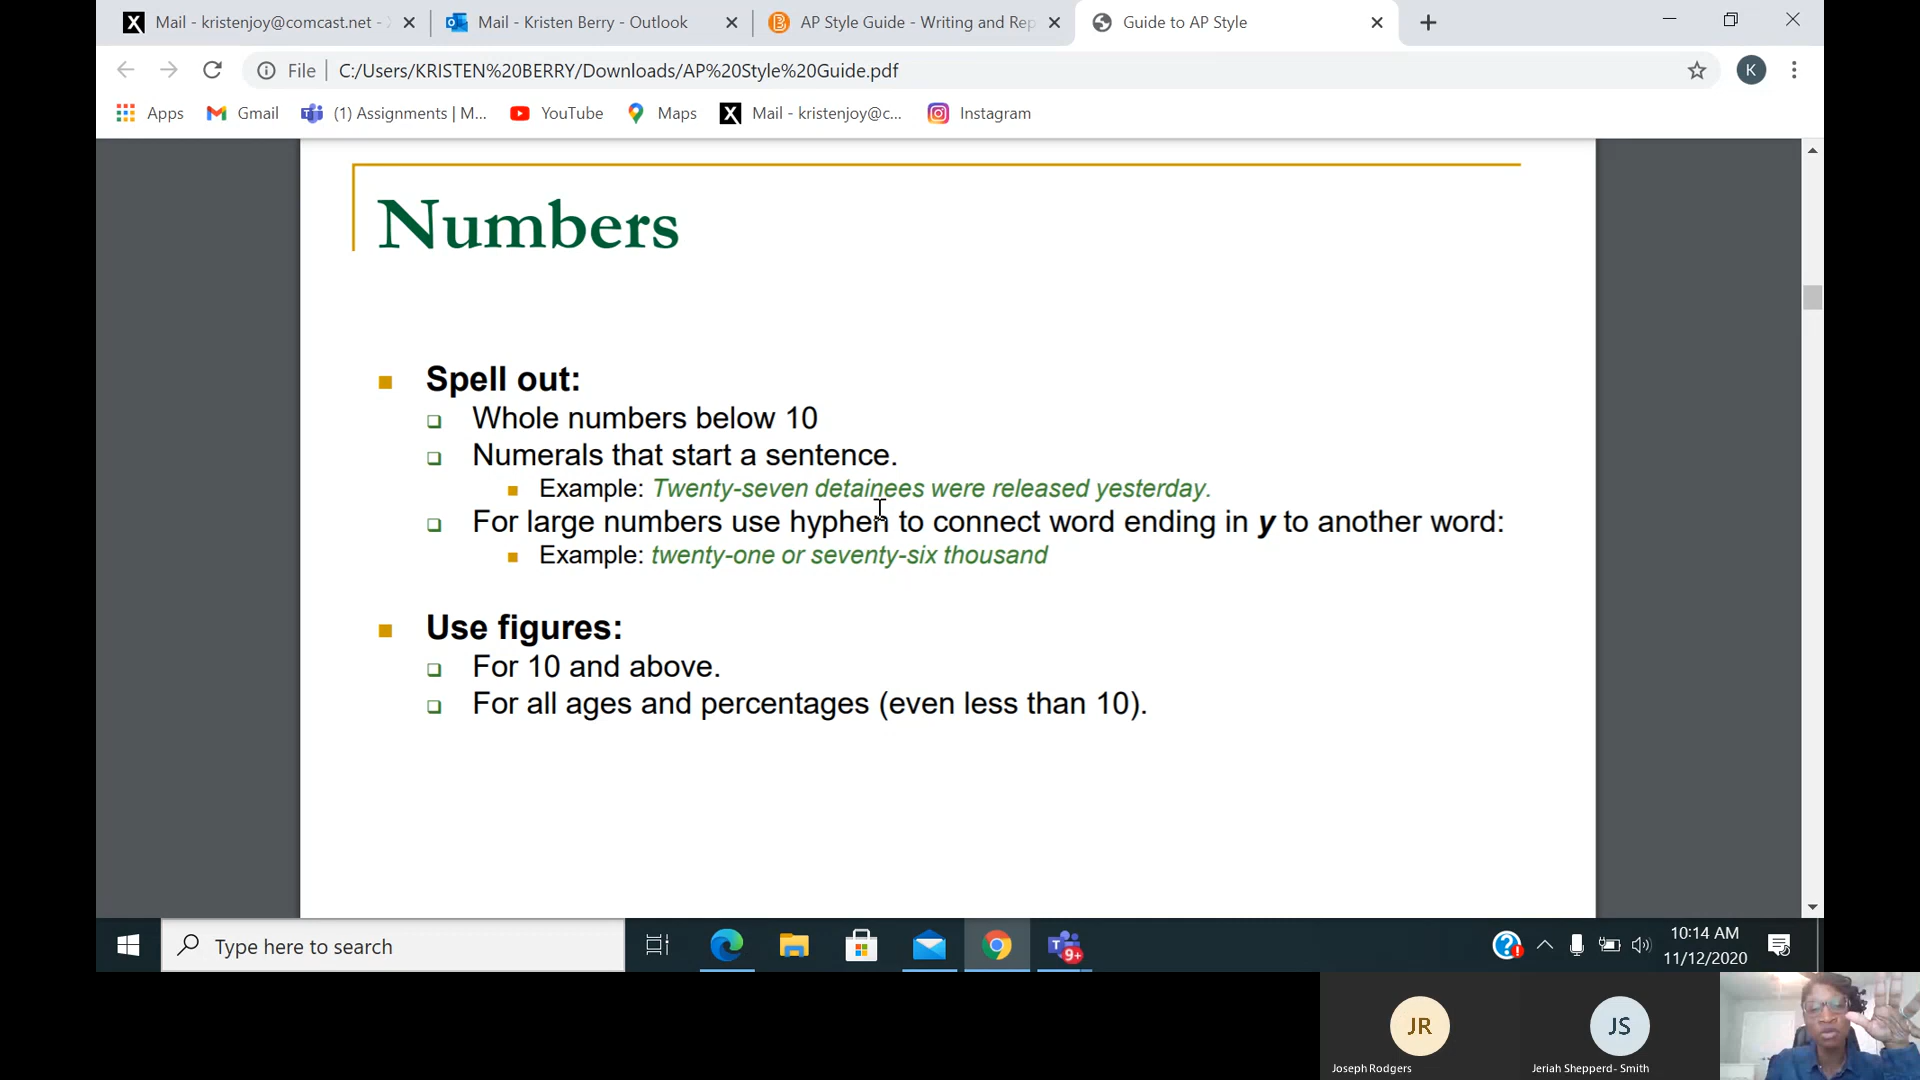 Mail - kristenjoy@comcast.net -
Mail - Kristen Berry - Outlook
AP Style Guide - Writing and Rep
Guide to AP Style
File
C:/Users/KRISTEN%20BERRY/Downloads/AP%20Style%20Guide.pdf
K
Apps
Gmail
(1) Assignments | M...
YouTube
Maps
X
Mail - kristenjoy@c...
Instagram
Numbers
Spell out:
Whole numbers below 10
Numerals that start a sentence.
Example: Twenty-seven detainees were released yesterday.
For large numbers use hyphen to connect word ending in y to another word:
Example: twenty-one or seventy-six thousand
Use figures:
For 10 and above.
For all ages and percentages (even less than 10).
Type here to search
9+
10:14 AM
11/12/2020
JR
Joseph Rodgers
JS
Jeriah Shepperd- Smith